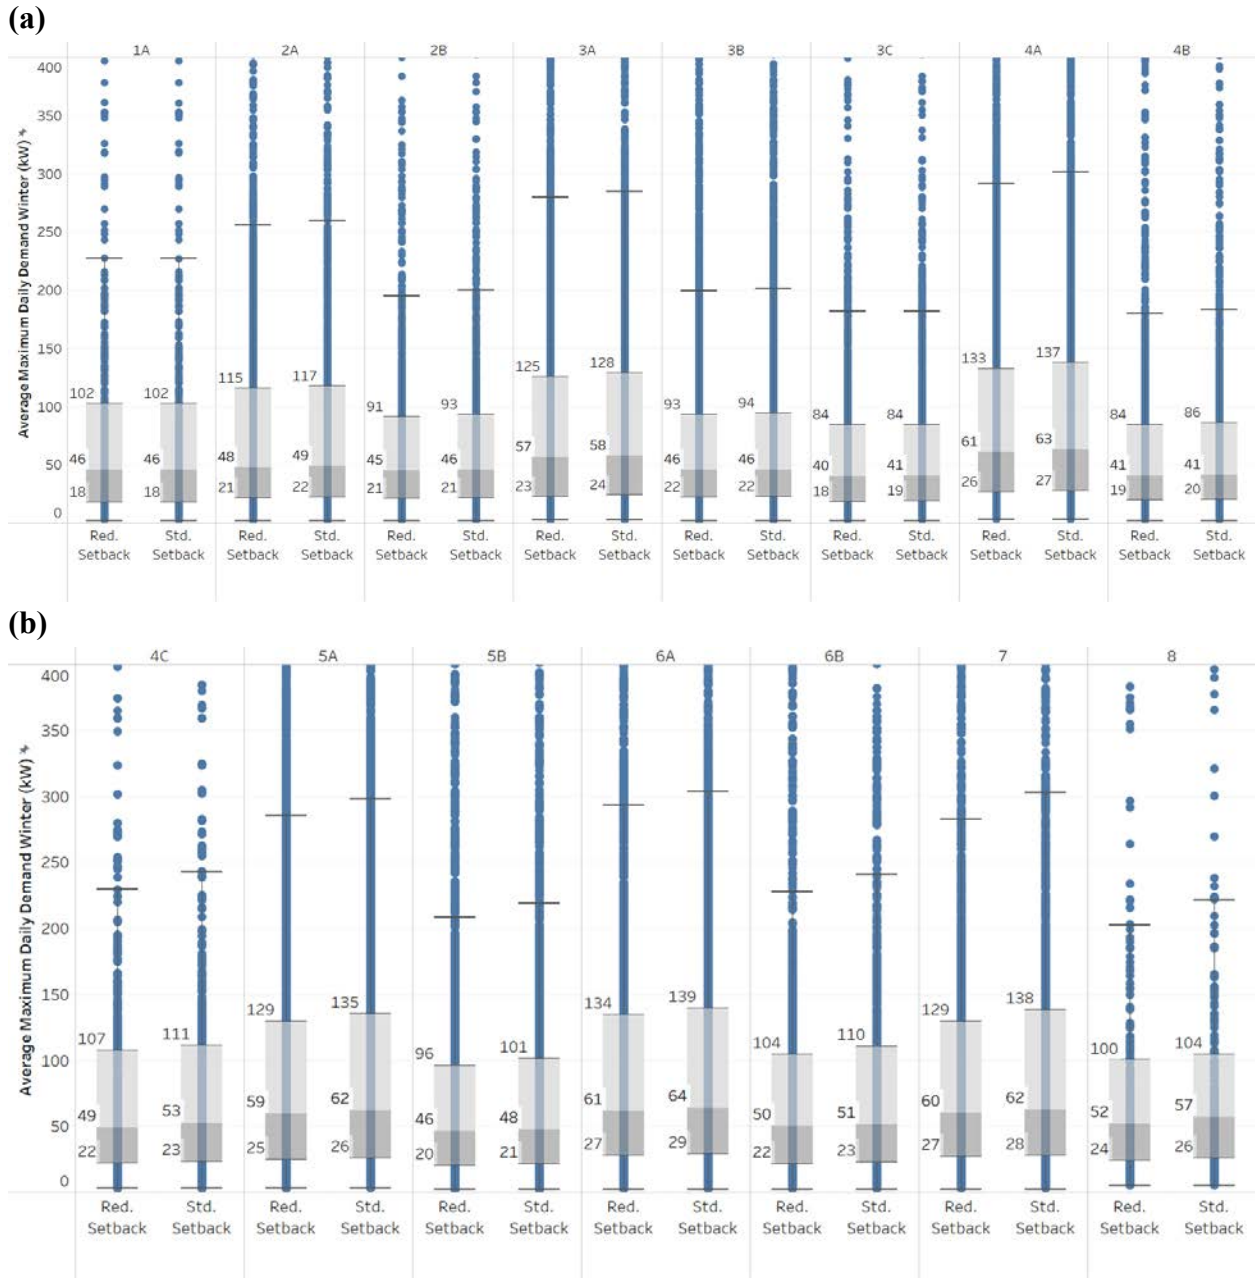 (a)
1A 2A 2B 3A 3B 3C 4A 4B
Average Maximum Daily Demand Winter (kW)
400
350
300
250
200
150
100
50
0
102 102 115 117 91 93 125 128 93 94 84 84 133 137 84 86
46 46 48 49 45 46 57 58 46 46 40 41 61 63 41 41
18 18 21 22 21 21 23 24 22 22 18 19 26 27 19 20
Red. Std. Red. Std. Red. Std. Red. Std. Red. Std. Red. Std. Red. Std. Red. Std.
Setback Setback Setback Setback Setback Setback Setback Setback Setback Setback Setback Setback Setback Setback Setback Setback
(b)
4C 5A 5B 6A 6B 7 8
Average Maximum Daily Demand Winter (kW)
400
350
300
250
200
150
100
50
0
107 111 129 135 96 101 134 139 104 110 129 138 100 104
49 53 59 62 46 48 61 64 50 51 60 62 52 57
22 23 25 26 20 21 27 29 22 23 27 28 24 26
Red. Std. Red. Std. Red. Std. Red. Std. Red. Std. Red. Std. Red. Std.
Setback Setback Setback Setback Setback Setback Setback Setback Setback Setback Setback Setback Setback Setback